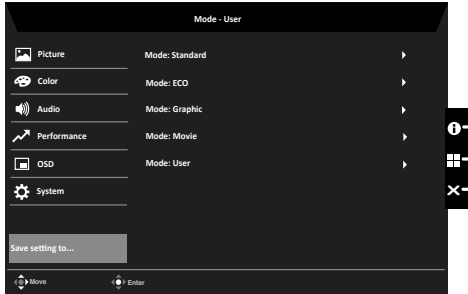 Mode - User
Picture
Mode: Standard
Color
Mode: ECO
Audio
Mode: Graphic
Performance
Mode: Movie
OSD
Mode: User
System
Save setting to...
Move
Enter